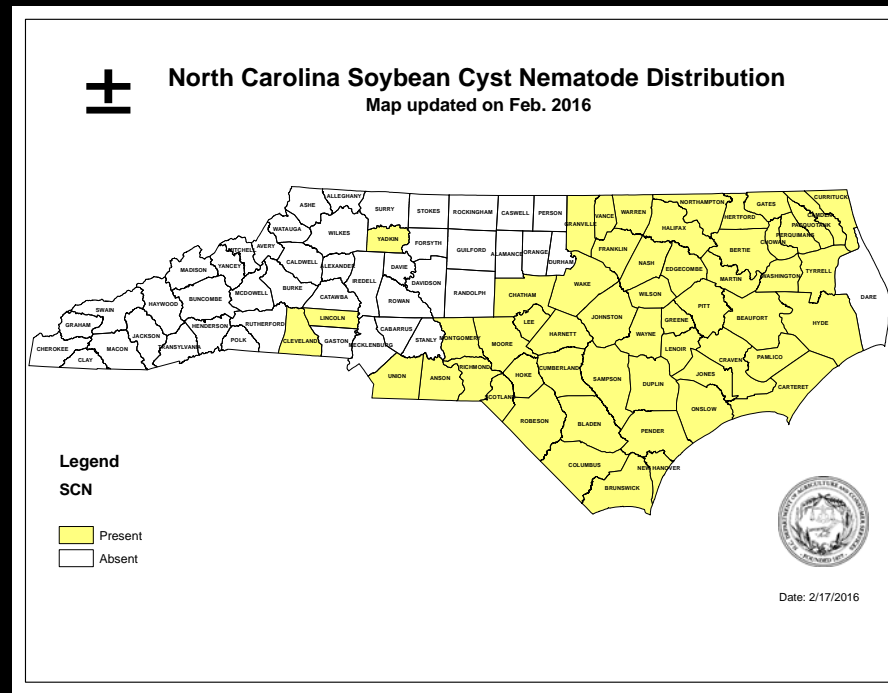 North Carolina Soybean Cyst Nematode Distribution
Map updated on Feb. 2016
ALLEGHANY
ASHE
SURRY
STOKES
ROCKINGHAM
CASWELL
PERSON
GRANVILLE
VANCE
WARREN
NORTHAMPTON
GATES
CURRITUCK
CAMDEN
PASQUOTANK
PERQUIMANS
CHOWAN
HERTFORD
HALIFAX
WATAUGA
WILKES
YADKIN
FORSYTH
GUILFORD
ALAMANCE
ORANGE
DURHAM
FRANKLIN
NASH
EDGECOMBE
BERTIE
MARTIN
WASHINGTON
TYRRELL
DARE
MITCHELL
AVERY
CALDWELL
ALEXANDER
IREDELL
DAVIE
DAVIDSON
RANDOLPH
CHATHAM
WAKE
WILSON
MADISON
YANCEY
BURKE
CATAWBA
ROWAN
LEE
JOHNSTON
GREENE
PITT
BEAUFORT
HYDE
SWAIN
HAYWOOD
BUNCOMBE
MCDOWELL
RUTHERFORD
LINCOLN
CABARRUS
STANLY
MONTGOMERY
MOORE
HARNETT
WAYNE
LENOIR
CRAVEN
PAMLICO
GRAHAM
JACKSON
HENDERSON
POLK
CLEVELAND
GASTON
MECKLENBURG
CHEROKEE
CLAY
MACON
TRANSYLVANIA
UNION
ANSON
RICHMOND
SCOTLAND
HOKE
CUMBERLAND
SAMPSON
DUPLIN
JONES
CARTERET
ONSLOW
ROBESON
BLADEN
PENDER
COLUMBUS
NEW HANOVER
BRUNSWICK
Legend
SCN
Present
Absent
Date: 2/17/2016